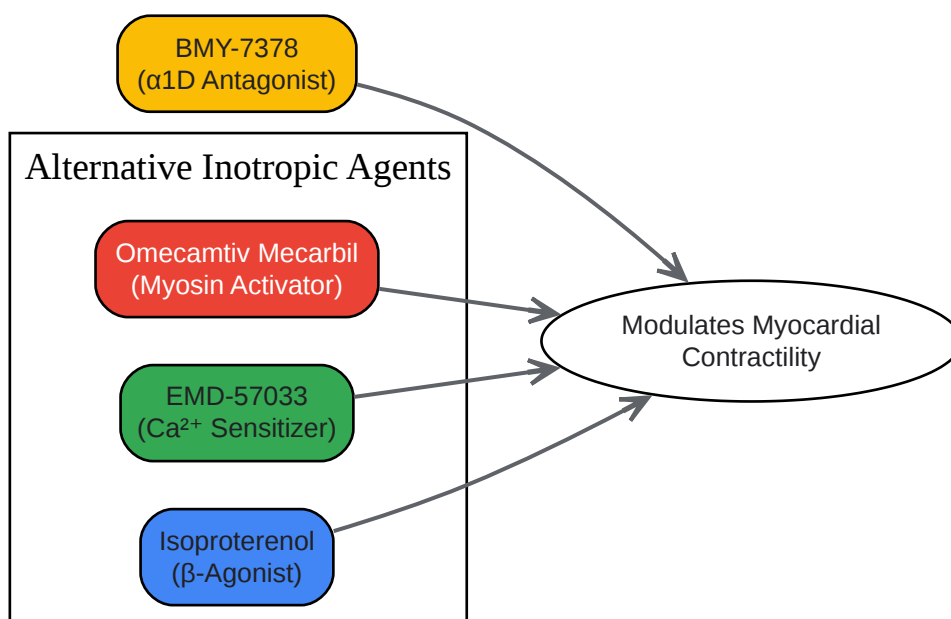 BMY-7378
(α1D Antagonist)
Alternative Inotropic Agents
Omecamtiv Mecarbil
(Myosin Activator)
EMD-57033
(Ca²⁺ Sensitizer)
Isoproterenol
(β-Agonist)
Modulates Myocardial
Contractility